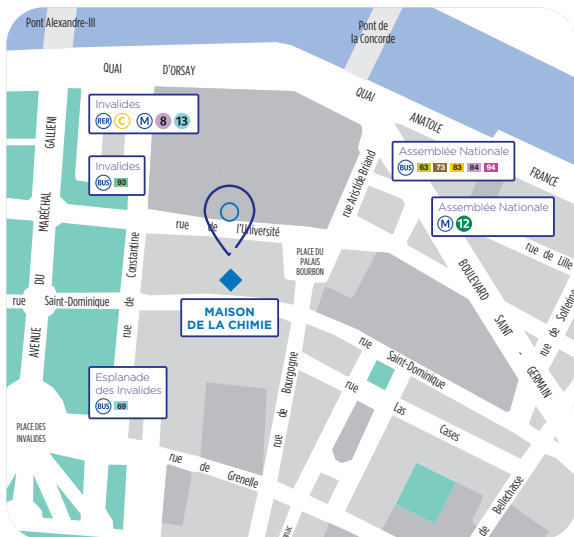 Pont Alexandre-III
Pont de
la Concorde
QUAI D'ORSAY
QUAI ANATOLE FRANCE
Invalides
RER C M 8 13
Invalides
BUS 93
Assemblée Nationale
BUS 63 73 83 84 94
Assemblée Nationale
M 12
AVENUE DU MARÉCHAL GALLIENI
rue de Constantine
rue de l'Université
rue Aristide Briand
PLACE DU
PALAIS
BOURBON
rue de Lille
BOULEVARD SAINT - GERMAIN
rue de Solferino
rue Saint-Dominique
MAISON
DE LA CHIMIE
rue Saint-Dominique
rue Las Cases
rue de Bourgogne
Esplanade
des Invalides
BUS 69
PLACE DES
INVALIDES
rue de Grenelle
de Bellechàsse